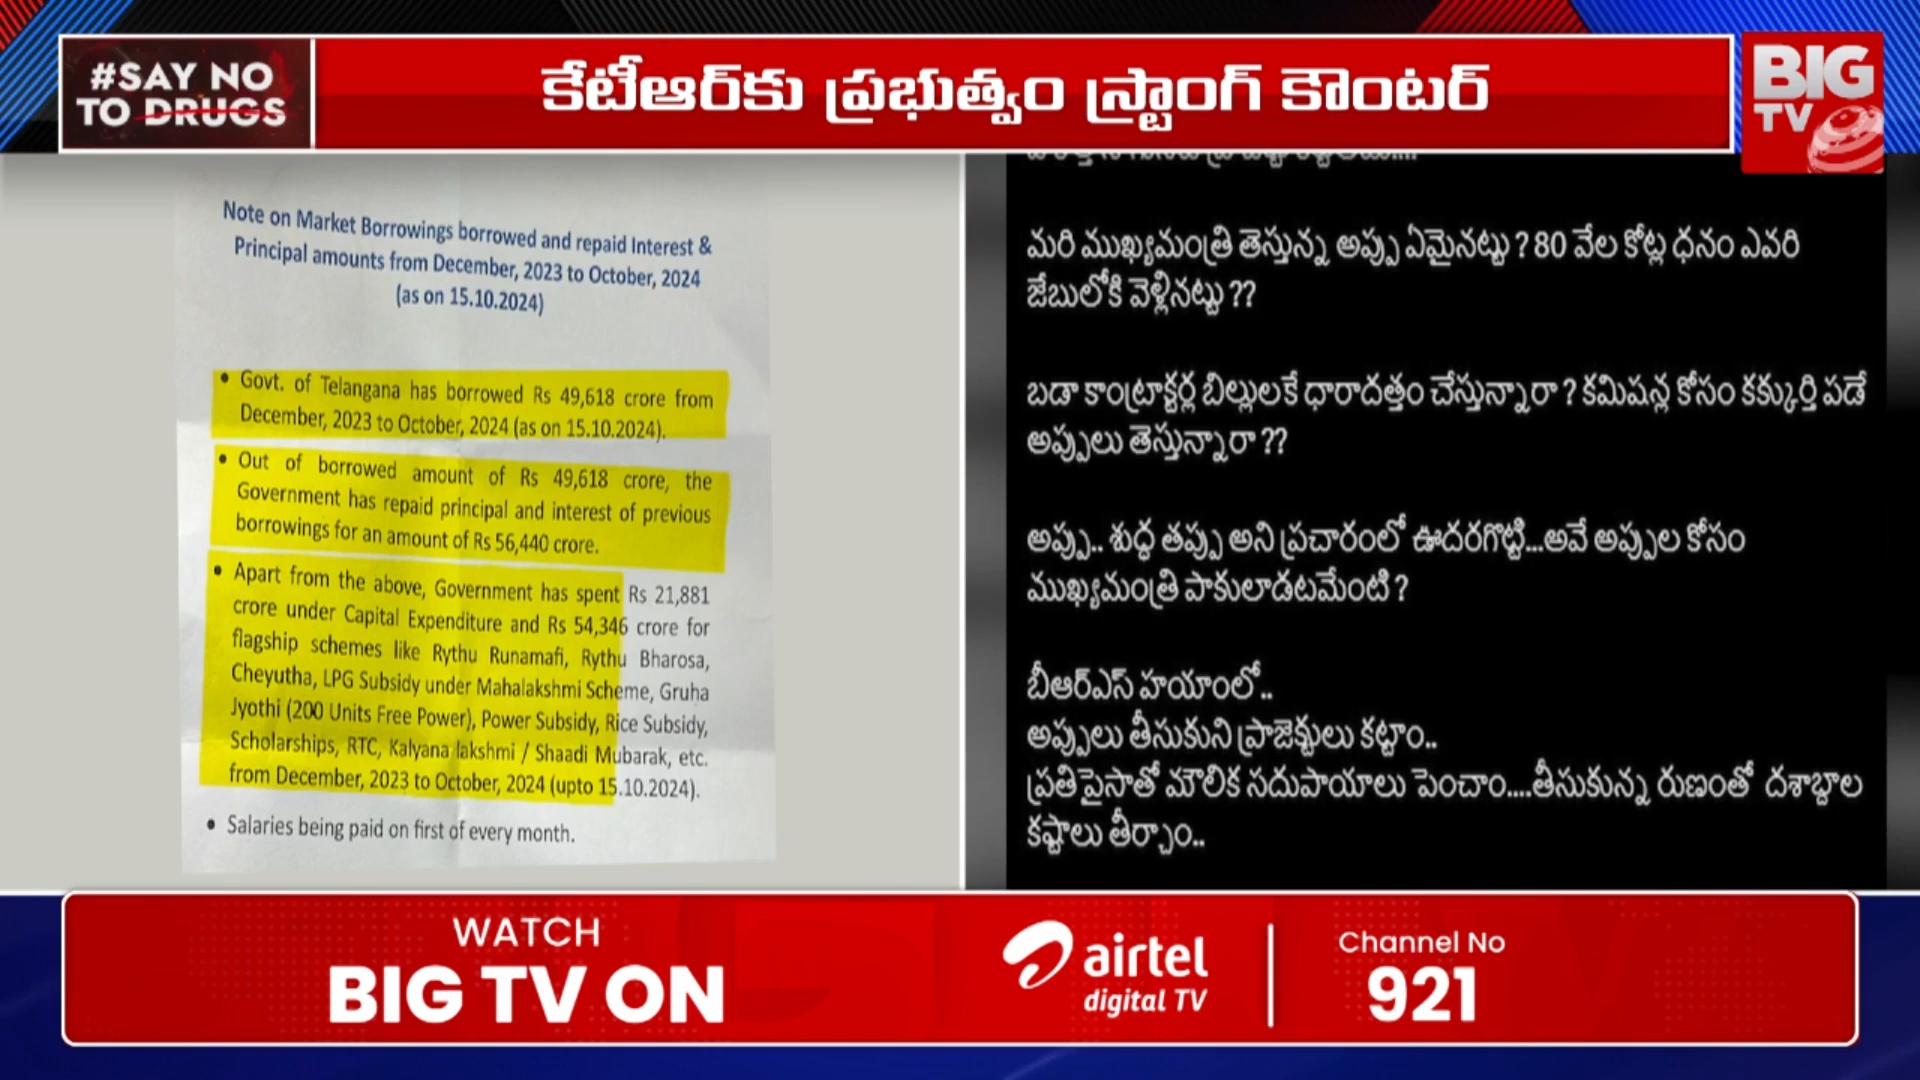 #SAY NO
TO DRUGS
కేటీఆర్‌కు ప్రభుత్వం స్ట్రాంగ్ కౌంటర్
BIG
TV
Note on Market Borrowings borrowed and repaid Interest &
Principal amounts from December, 2023 to October, 2024
(as on 15.10.2024)
• Govt. of Telangana has borrowed Rs 49,618 crore from
December, 2023 to October, 2024 (as on 15.10.2024).
• Out of borrowed amount of Rs 49,618 crore, the
Government has repaid principal and interest of previous
borrowings for an amount of Rs 56,440 crore.
• Apart from the above, Government has spent Rs 21,881
crore under Capital Expenditure and Rs 54,346 crore for
flagship schemes like Rythu Runamafi, Rythu Bharosa,
Cheyutha, LPG Subsidy under Mahalakshmi Scheme, Gruha
Jyothi (200 Units Free Power), Power Subsidy, Rice Subsidy,
Scholarships, RTC, Kalyana lakshmi / Shaadi Mubarak, etc.
from December, 2023 to October, 2024 (upto 15.10.2024).
• Salaries being paid on first of every month.
మరి ముఖ్యమంత్రి తెస్తున్న అప్పు ఏమైనట్టు ? 80 వేల కోట్ల ధనం ఎవరి
జేబులోకి వెళ్లినట్టు ??
బడా కాంట్రాక్టర్ల బిల్లులకే ధారాదత్తం చేస్తున్నారా ? కమిషన్ల కోసం కక్కుర్తి పడే
అప్పులు తెస్తున్నారా ??
అప్పు.. శుద్ధ తప్పు అని ప్రచారంలో ఊదరగొట్టి...అవే అప్పుల కోసం
ముఖ్యమంత్రి పాకులాడటమేంటి ?
బీఆర్ఎస్ హయాంలో..
అప్పులు తీసుకుని ప్రాజెక్టులు కట్టాం..
ప్రతిపైసాతో మౌలిక సదుపాయాలు పెంచాం....తీసుకున్న రుణంతో దశాబ్దాల
కష్టాలు తీర్చాం..
WATCH
BIG TV ON
airtel
digital TV
Channel No
921